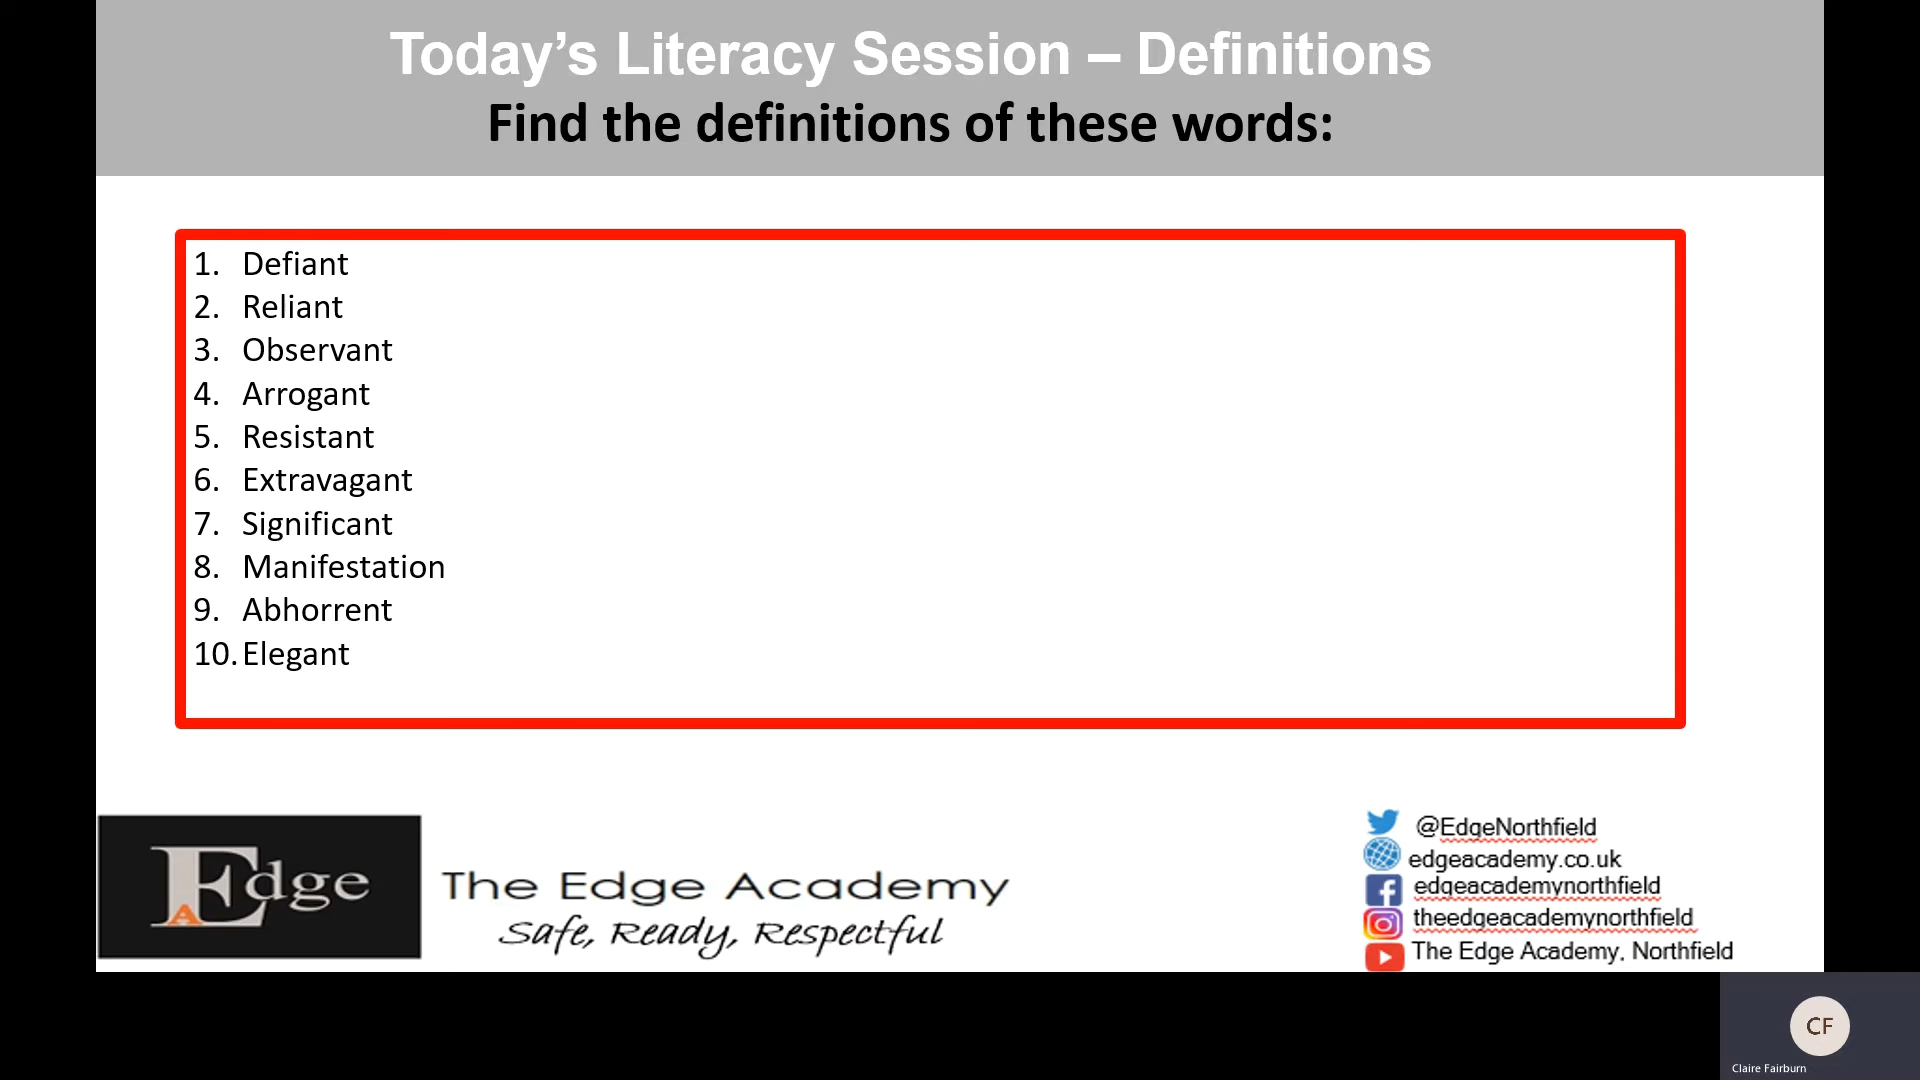 Today’s Literacy Session – Definitions
Find the definitions of these words:
1. Defiant
2. Reliant
3. Observant
4. Arrogant
5. Resistant
6. Extravagant
7. Significant
8. Manifestation
9. Abhorrent
10. Elegant
Edge
A
The Edge Academy
Safe, Ready, Respectful
@EdgeNorthfield
edgeacademy.co.uk
edgeacademynorthfield
theedgeacademynorthfield
The Edge Academy, Northfield
CF
Claire Fairburn